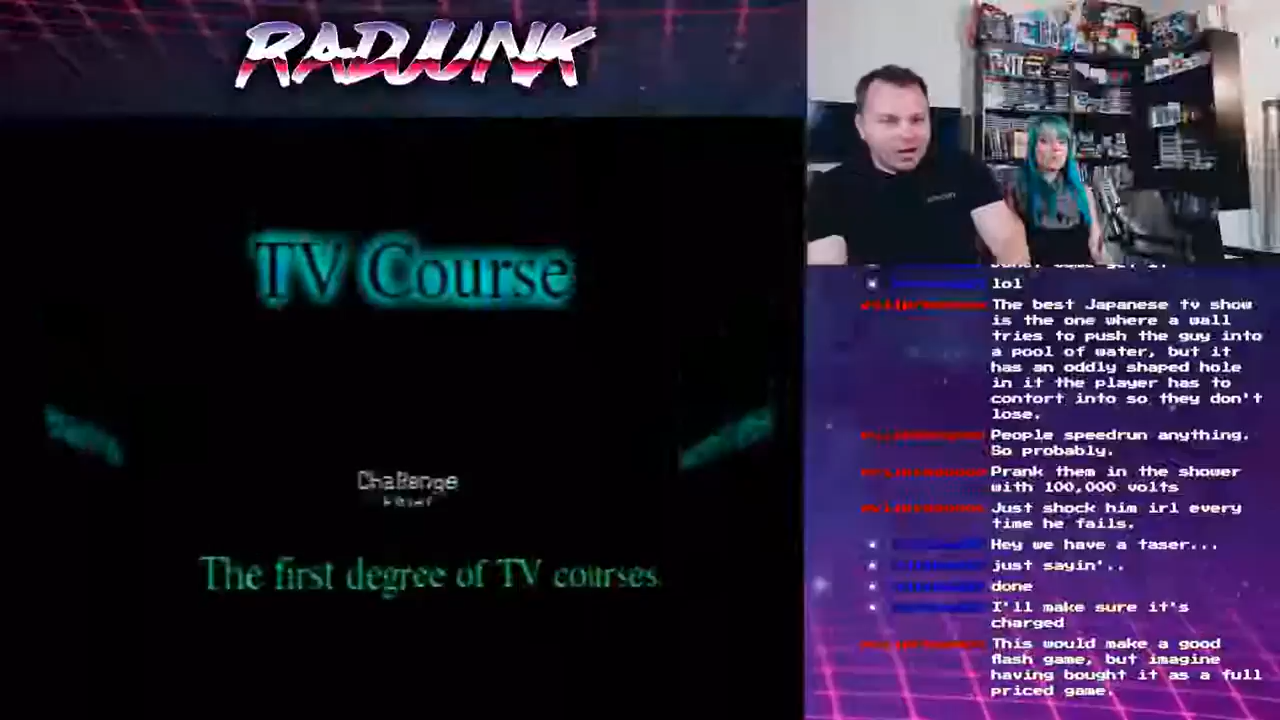 RADJUNK
TV Course
Challenge
The first degree of TV courses.
lol
The best Japanese tv show
is the one where a wall
tries to push the guy into
a pool of water, but it
has an oddly shaped hole
in it the player has to
contort into so they don't
lose.
People speedrun anything.
So probably.
Prank them in the shower
with 100,000 volts
Just shock him irl every
time he fails.
Hey we have a taser...
just sayin'..
done
I'll make sure it's
charged
This would make a good
flash game, but imagine
having bought it as a full
priced game.